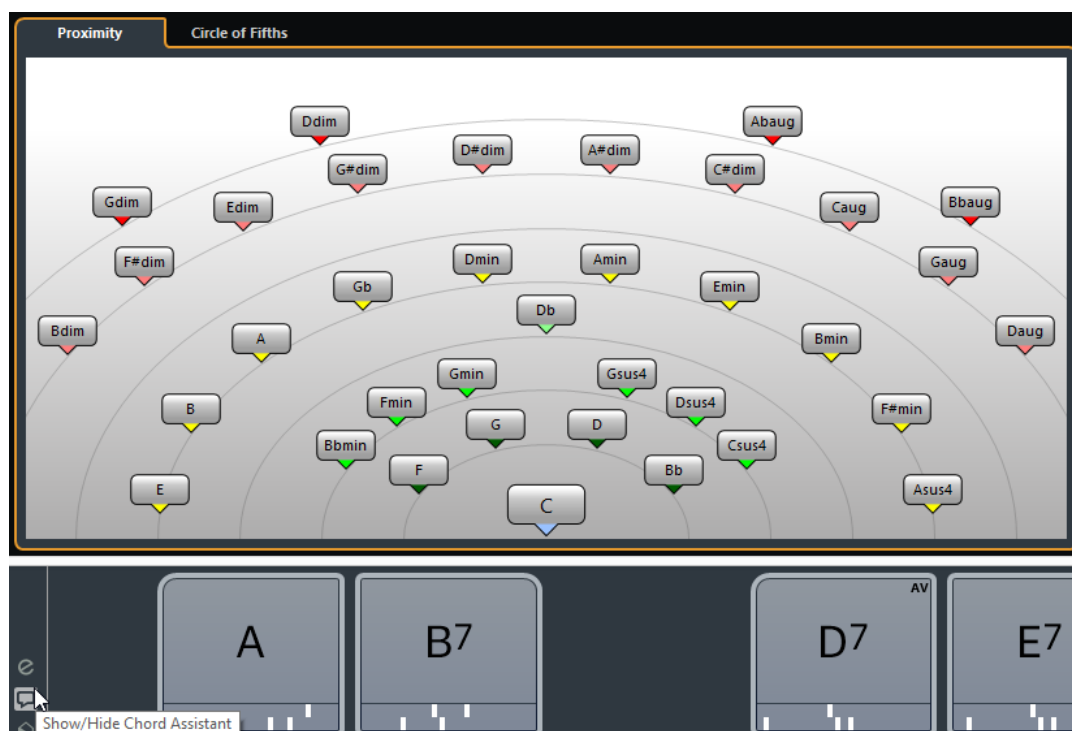 Proximity Circle of Fifths
Ddim Abaug
D#dim A#dim
G#dim C#dim
Gdim Edim Caug Bbaug
F#dim Gaug
Dmin Amin
Gb Emin
Db
Bdim A Bmin Daug
Gmin Gsus4
Fmin Dsus4
B F#min
G D
Bbmin Csus4
F Bb
E Asus4
C
AV
A B7 D7 E7
Show/Hide Chord Assistant